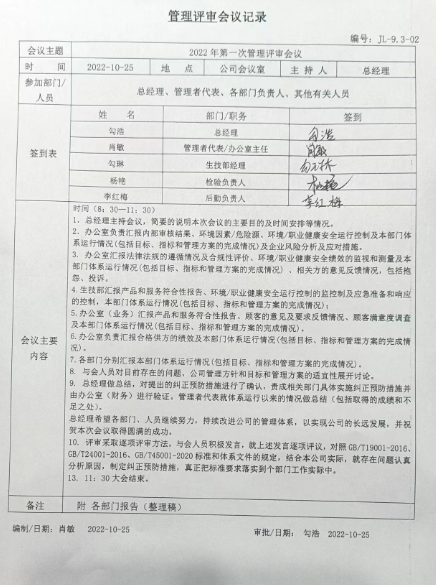 管理评审会议记录
编号：JL-9.3-02
会议主题 2022年第一次管理评审会议
时 间 2022-10-25 地 点 公司会议室 主 持 人 总经理
参加部门/人员 总经理、管理者代表、各部门负责人、其他有关人员
签到表 姓 名 部门/职务 签到
勾浩 总经理 勾浩
肖敏 管理者代表/办公室主任 肖敏
勾琳 生技部经理 勾琳
杨艳 检验负责人 杨艳
李红梅 后勤负责人 李红梅
会议主要内容
时间（8：30—11：30）
1、总经理主持会议，简要的说明本次会议的主要目的及时间安排等情况。
2、办公室负责汇报内部审核结果、环境因素/危险源、环境/职业健康安全运行控制及本部门体
系运行情况(包括目标、指标和管理方案的完成情况)及企业风险分析及应对措施。
3、办公室汇报法律法规的遵循情况及合规性评价、环境/职业健康安全绩效的监视和测量及本
部门体系运行情况(包括目标、指标和管理方案的完成情况）、相关方的意见反馈情况，包括抱
怨、投诉。
4.生技部汇报产品和服务符合性报告、环境/职业健康安全运行控制的监控制及应急准备和响应
的控制，本部门体系运行情况(包括目标、指标和管理方案的完成情况)；
5、办公室（业务）汇报产品和服务符合性报告、顾客的意见及要求反馈情况、顾客满意度调查
及本部门体系运行情况(包括目标、指标和管理方案的完成情况)。
6、办公室负责汇报合格供方的绩效及本部门体系运行情况(包括目标、指标和管理方案的完成情
况)。
7、各部门分别汇报本部门体系运行情况(包括目标、指标和管理方案的完成情况)。
8、与会人员对目前存在的问题、公司管理方针和目标和管理方案的适宜性展开讨论。
9、总经理做总结，对提出的纠正预防措施进行了确认，责成相关部门具体实施纠正预防措施并
由办公室（财务）进行验证。管理者代表就体系运行以来的情况做总结（包括取得的成绩和不
足之处）。
总经理希望各部门、人员继续努力，持续改进公司的管理体系，以实现公司的长远发展，并祝
贺本次会议取得圆满的成功。
10、评审采取逐项评审方法，与会人员积极发言，就上述发言逐项评议，对照GB/T19001-2016、
GB/T24001-2016、GB/T45001-2020标准和体系文件的规定，结合本公司实际，就存在问题认真
分析原因，制定纠正预防措施，真正把标准要求落实到个部门工作实际中。
13、11：30大会结束。
备注 附 各部门报告（整理稿）
编制/日期：肖敏 2022-10-25 审批/日期： 勾浩 2022-10-25